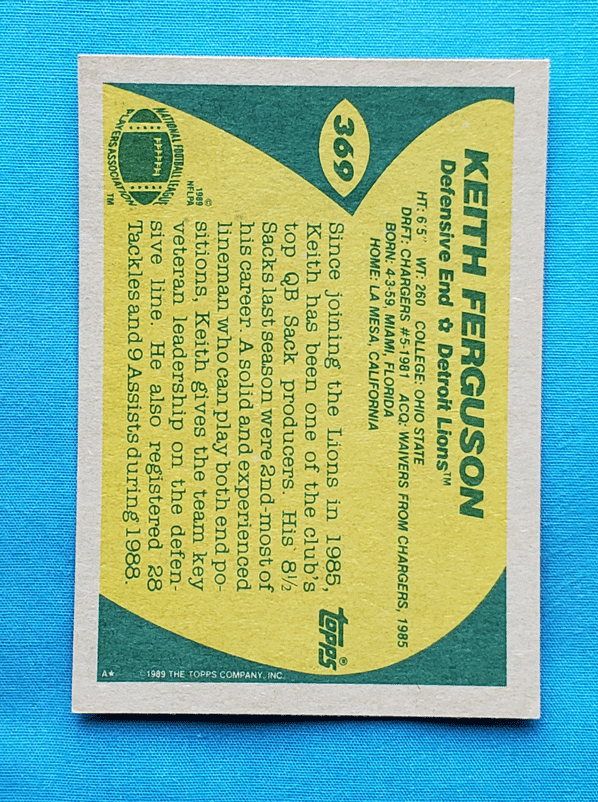 369
KEITH FERGUSON
Defensive End ✩ Detroit Lions™
HT: 6'5" WT: 260 COLLEGE: OHIO STATE
DRFT: CHARGERS #5-1981 ACQ: WAIVERS FROM CHARGERS, 1985
BORN: 4-3-59, MIAMI, FLORIDA
HOME: LA MESA, CALIFORNIA
Since joining the Lions in 1985,
Keith has been one of the club's
top QB Sack producers. His 8½
Sacks last season were 2nd-most of
his career. A solid and experienced
lineman who can play both end po-
sitions, Keith gives the team key
veteran leadership on the defen-
sive line. He also registered 28
Tackles and 9 Assists during 1988.
topps®
NATIONAL FOOTBALL LEAGUE
PLAYERS ASSOCIATION™
©
1989
NFLPA
A★ ©1989 THE TOPPS COMPANY, INC.